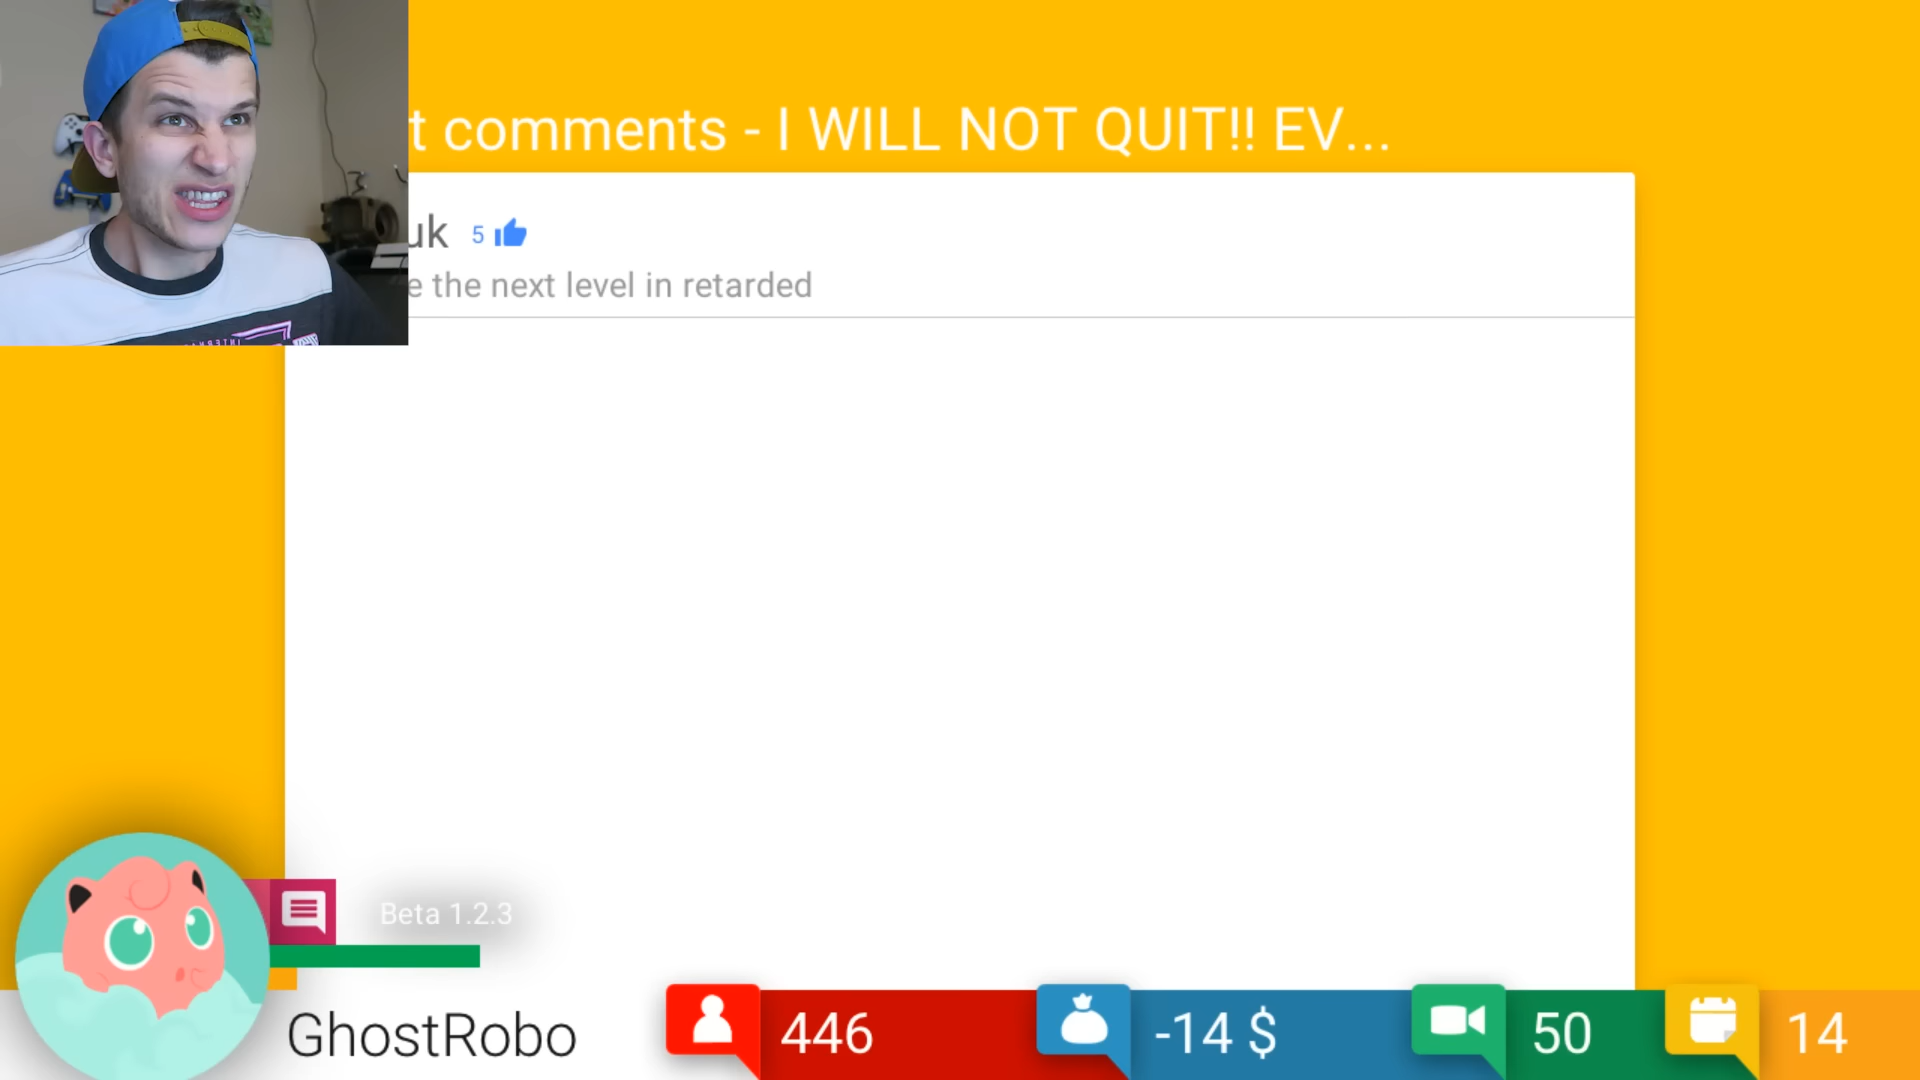 t comments - I WILL NOT QUIT!! EV...
uk 5
e the next level in retarded
Beta 1.2.3
GhostRobo
446
-14 $
50
14